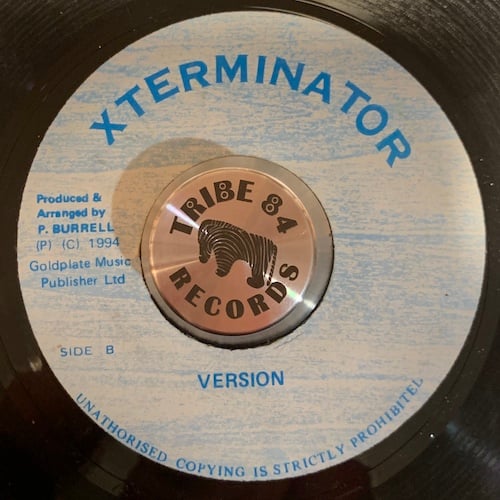 XTERMINATOR
TRIBE 84
RECORDS
Produced &
Arranged by
P. BURRELL
(P) (C) 1994
Goldplate Music
Publisher Ltd
SIDE B
VERSION
UNAUTHORISED COPYING IS STRICTLY PROHIBITED